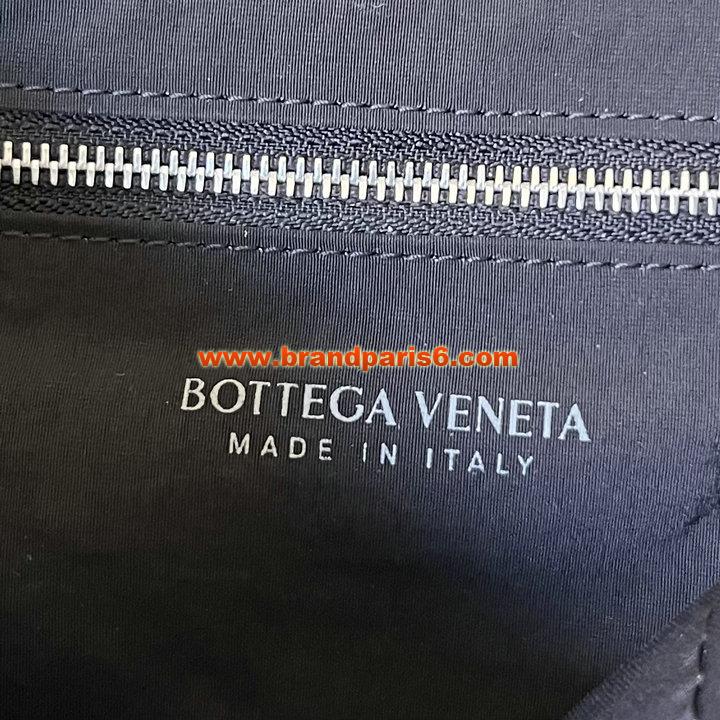 www.brandparis6.com
BOTTEGA VENETA
MADE IN ITALY